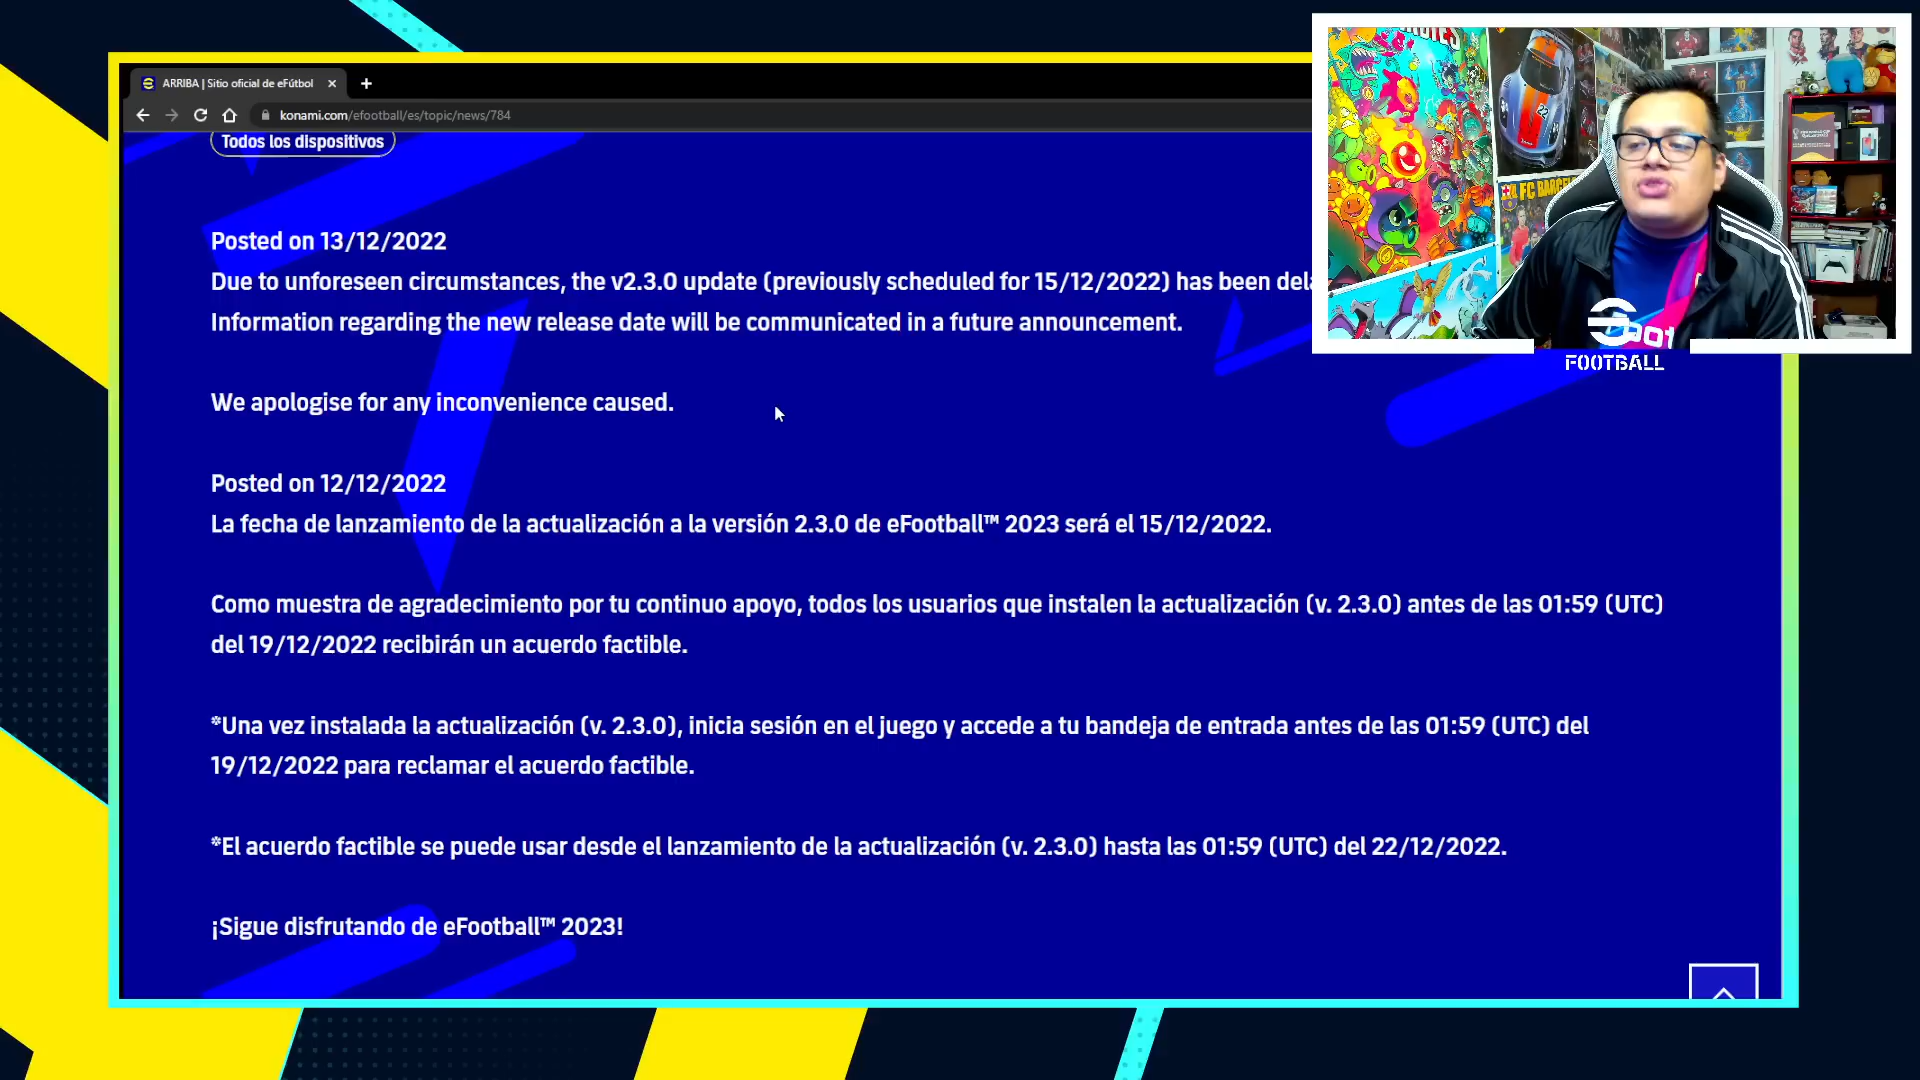 ARRIBA | Sitio oficial de eFútbol
konami.com/efootball/es/topic/news/784
Todos los dispositivos
Posted on 13/12/2022
Due to unforeseen circumstances, the v2.3.0 update (previously scheduled for 15/12/2022) has been
Information regarding the new release date will be communicated in a future announcement.
We apologise for any inconvenience caused.
Posted on 12/12/2022
La fecha de lanzamiento de la actualización a la versión 2.3.0 de eFootball™ 2023 será el 15/12/2022.
Como muestra de agradecimiento por tu continuo apoyo, todos los usuarios que instalen la actualización (v. 2.3.0) antes de las 01:59 (UTC)
del 19/12/2022 recibirán un acuerdo factible.
*Una vez instalada la actualización (v. 2.3.0), inicia sesión en el juego y accede a tu bandeja de entrada antes de las 01:59 (UTC) del
19/12/2022 para reclamar el acuerdo factible.
*El acuerdo factible se puede usar desde el lanzamiento de la actualización (v. 2.3.0) hasta las 01:59 (UTC) del 22/12/2022.
¡Sigue disfrutando de eFootball™ 2023!
FC
FOOTBALL